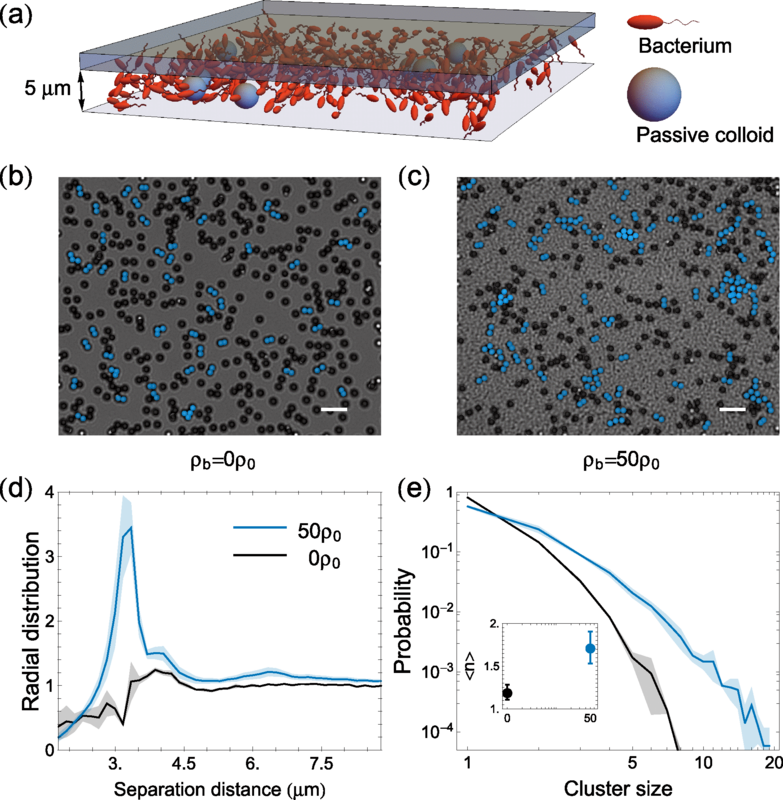 (a)
5 μm
Bacterium
Passive colloid
(b)
(c)
ρb=0ρ0
ρb=50ρ0
(d)
4
3
2
1
0
Radial distribution
50ρ0
0ρ0
3.
4.5
6.
7.5
Separation distance (μm)
(e)
1
10⁻¹
10⁻²
10⁻³
10⁻⁴
Probability
2.
1.5
1
<n>
0
50
1
5
10
20
Cluster size